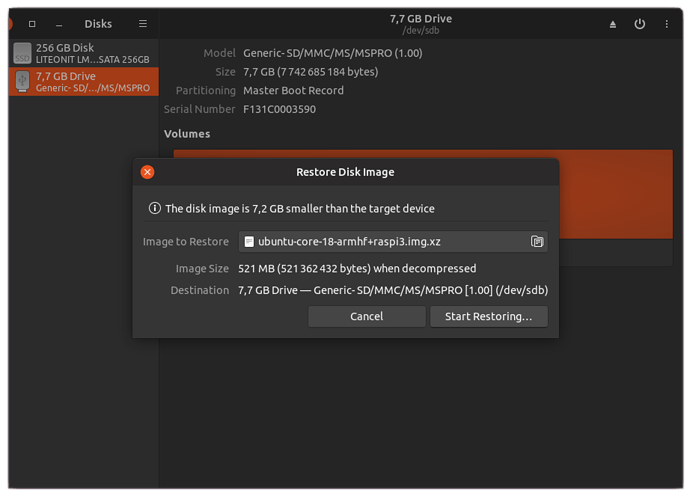 Disks
7,7 GB Drive
/dev/sdb
256 GB Disk
LITEONIT LM…SATA 256GB
7,7 GB Drive
Generic- SD/…/MS/MSPRO
SSD
Model Generic- SD/MMC/MS/MSPRO (1.00)
Size 7,7 GB (7 742 685 184 bytes)
Partitioning Master Boot Record
Serial Number F131C0003590
Volumes
Restore Disk Image
The disk image is 7,2 GB smaller than the target device
Image to Restore ubuntu-core-18-armhf+raspi3.img.xz
Image Size 521 MB (521 362 432 bytes) when decompressed
Destination 7,7 GB Drive — Generic- SD/MMC/MS/MSPRO [1.00] (/dev/sdb)
Cancel Start Restoring…